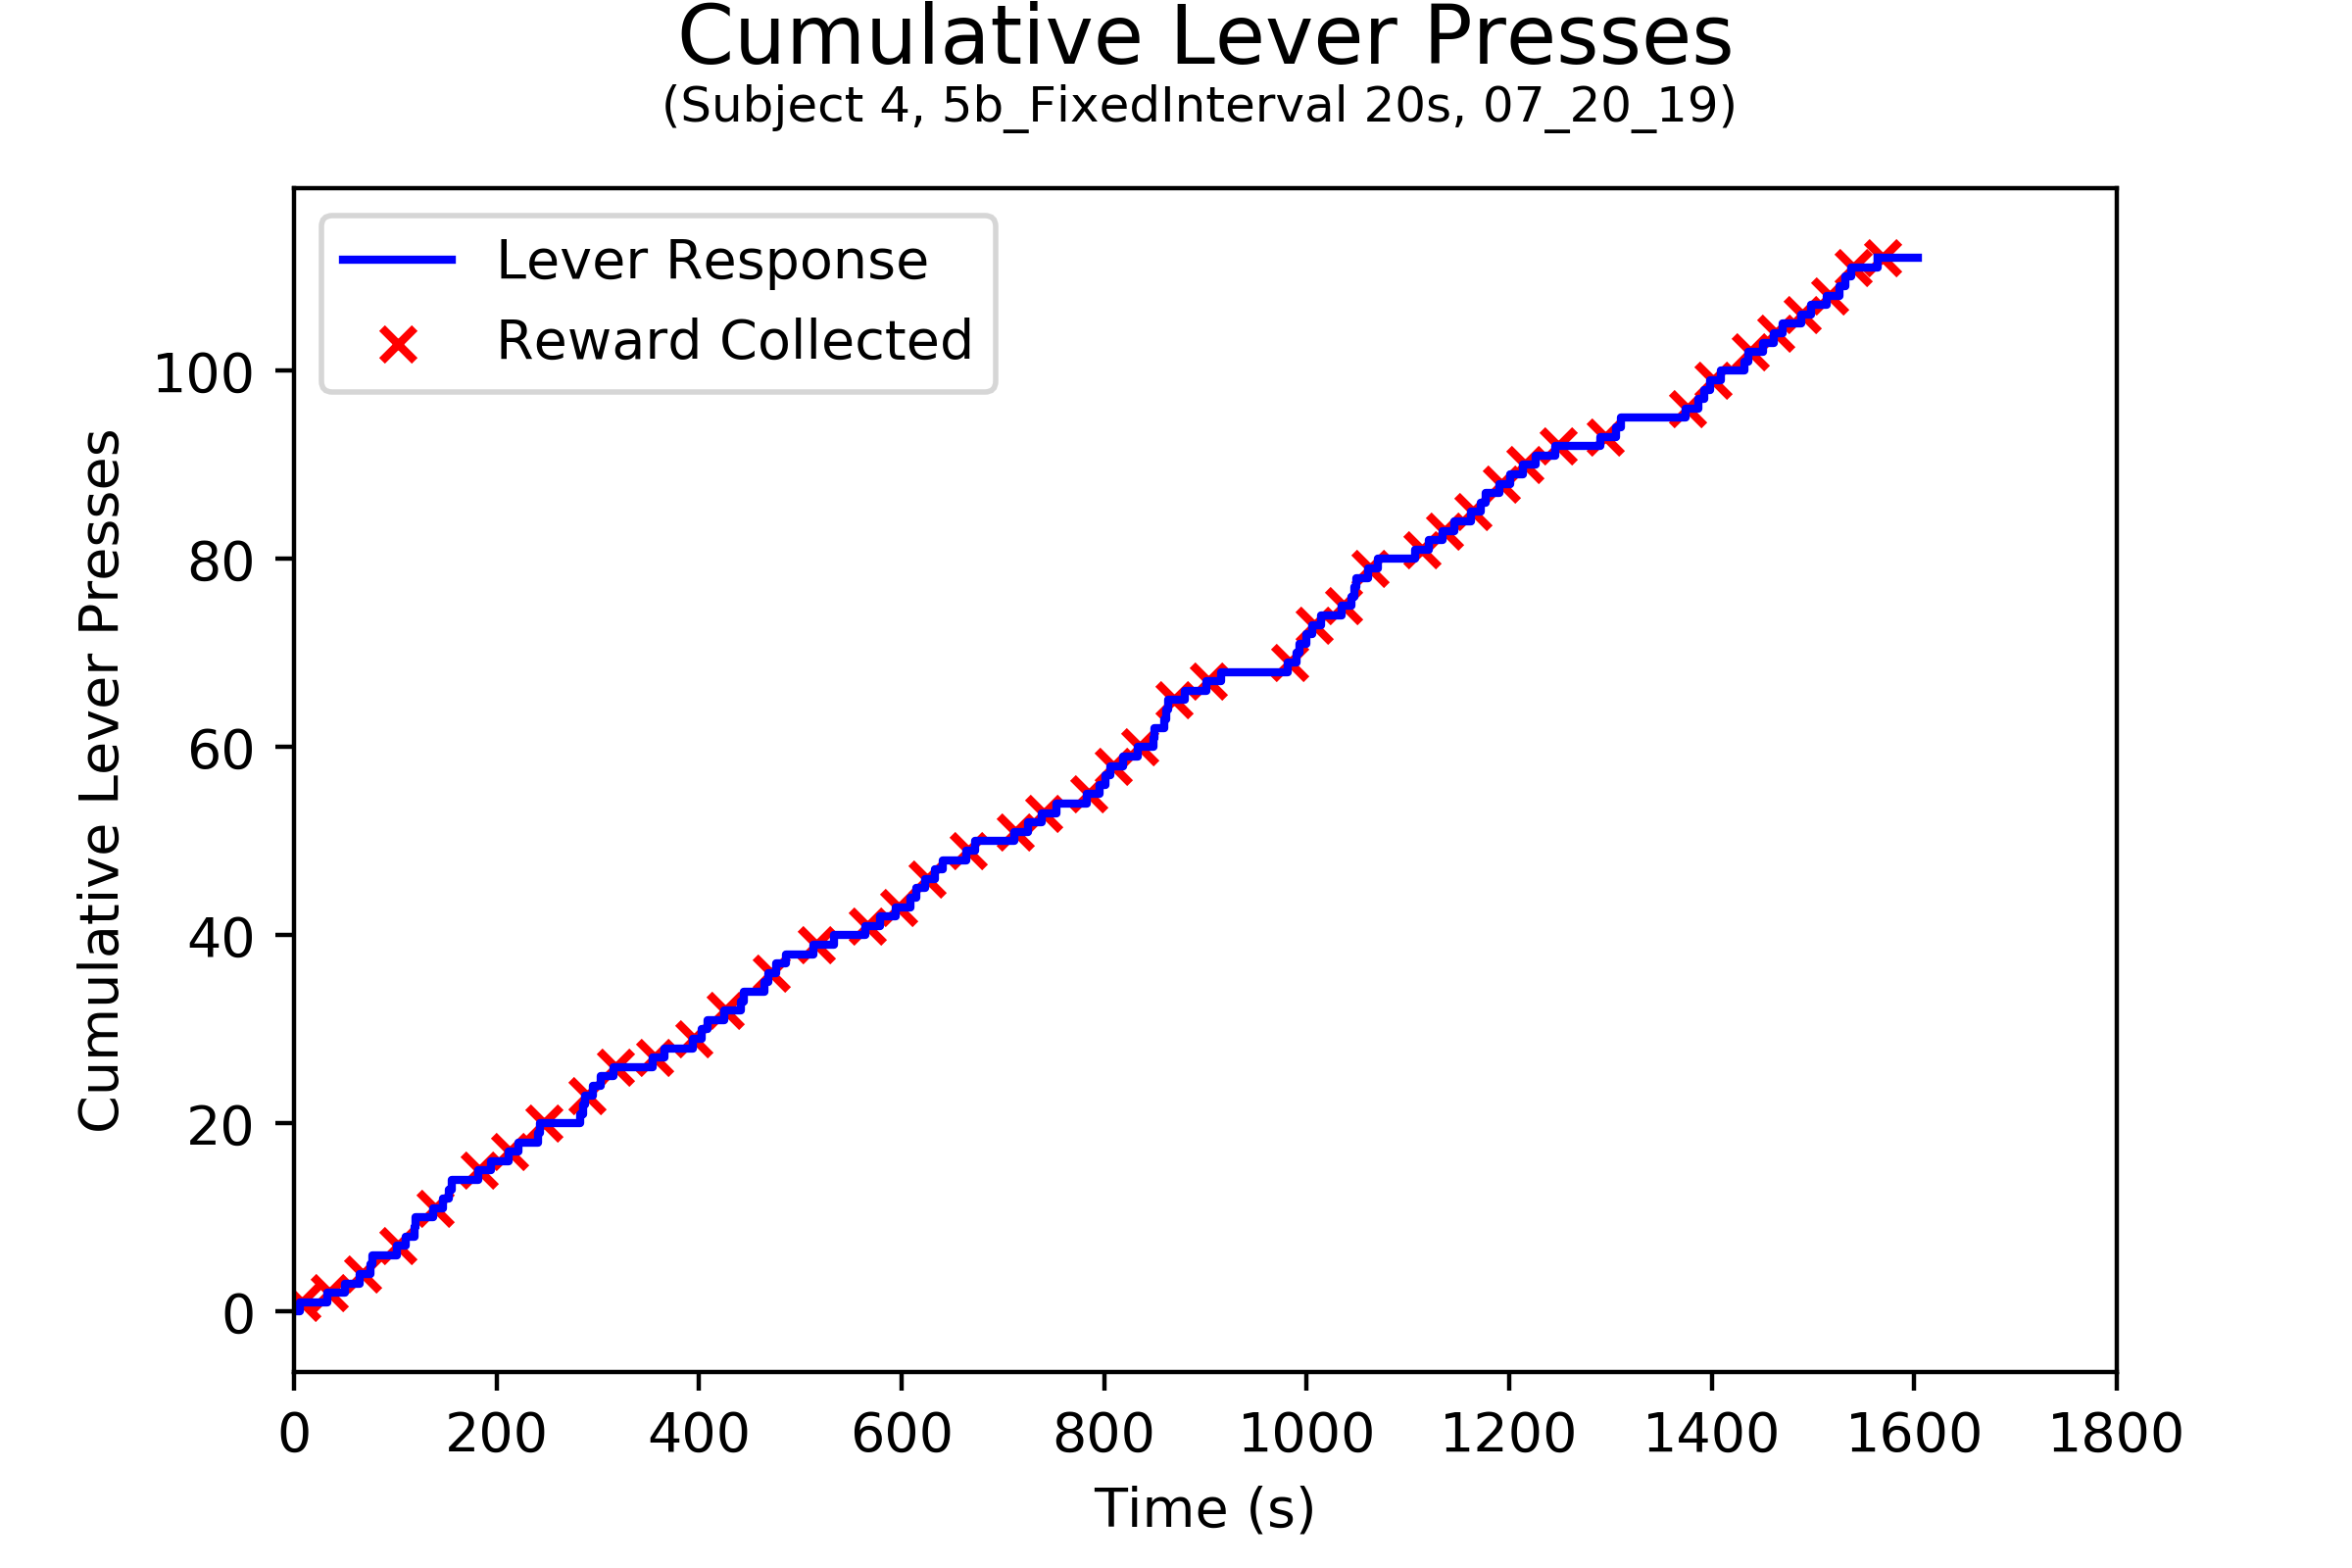 Cumulative Lever Presses
(Subject 4, 5b_FixedInterval 20s, 07_20_19)
Lever Response
Reward Collected
Cumulative Lever Presses
100
80
60
40
20
0
0 200 400 600 800 1000 1200 1400 1600 1800
Time (s)